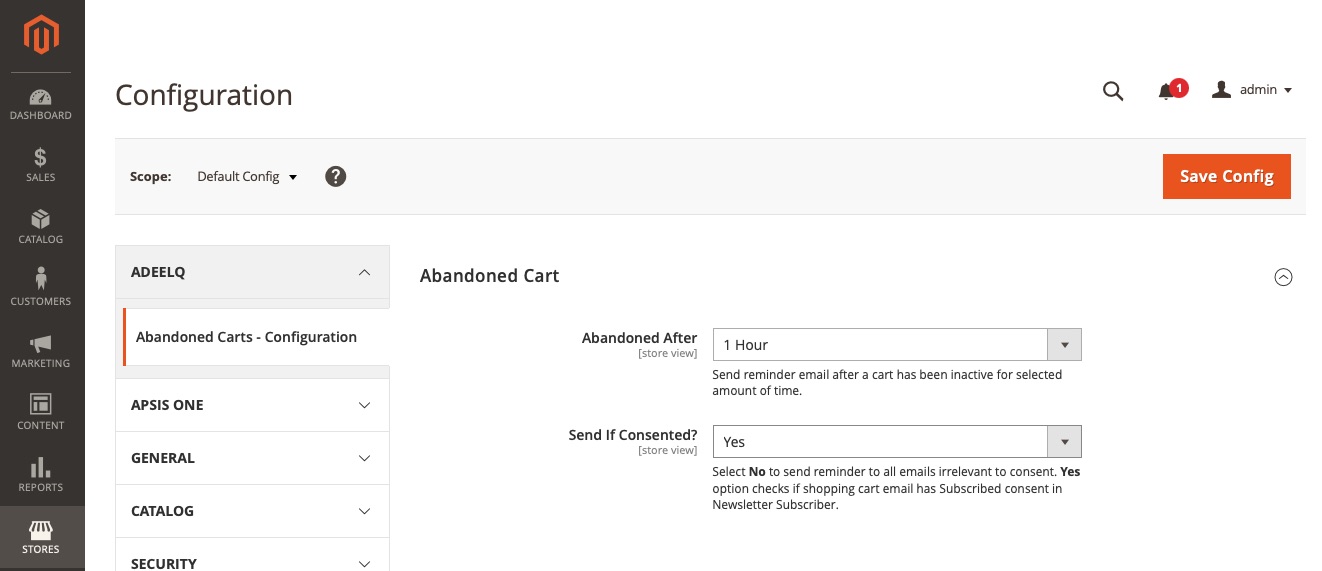 DASHBOARD
SALES
CATALOG
CUSTOMERS
MARKETING
CONTENT
REPORTS
STORES
Configuration
1
admin
Scope:
Default Config
?
Save Config
ADEELQ
Abandoned Carts - Configuration
APSIS ONE
GENERAL
CATALOG
SECURITY
Abandoned Cart
Abandoned After
[store view]
1 Hour
Send reminder email after a cart has been inactive for selected
amount of time.
Send If Consented?
[store view]
Yes
Select No to send reminder to all emails irrelevant to consent. Yes
option checks if shopping cart email has Subscribed consent in
Newsletter Subscriber.